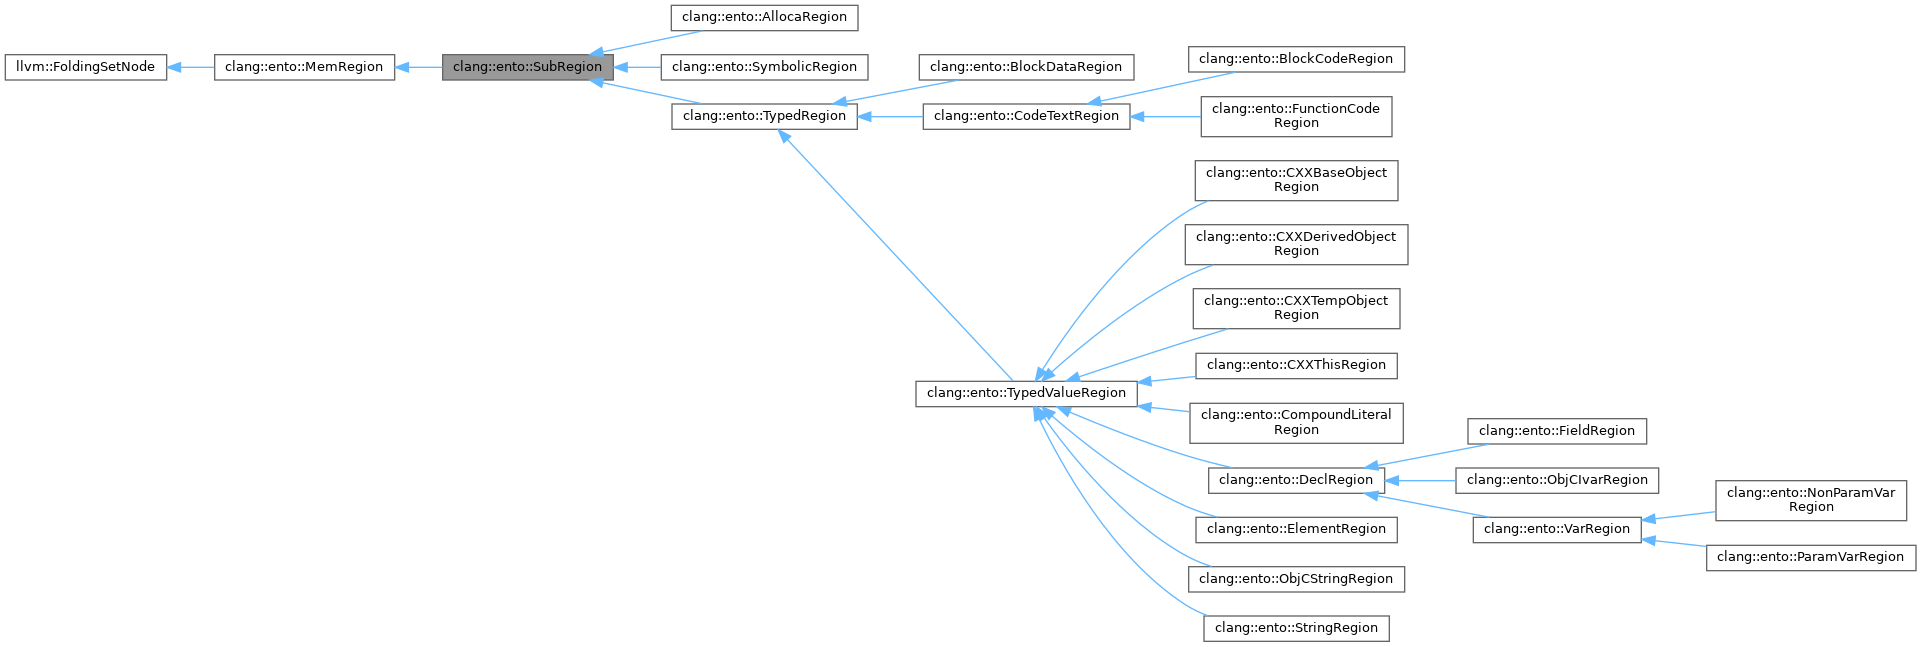 llvm::FoldingSetNode
clang::ento::MemRegion
clang::ento::SubRegion
clang::ento::AllocaRegion
clang::ento::SymbolicRegion
clang::ento::TypedRegion
clang::ento::BlockDataRegion
clang::ento::CodeTextRegion
clang::ento::BlockCodeRegion
clang::ento::FunctionCode
Region
clang::ento::TypedValueRegion
clang::ento::CXXBaseObject
Region
clang::ento::CXXDerivedObject
Region
clang::ento::CXXTempObject
Region
clang::ento::CXXThisRegion
clang::ento::CompoundLiteral
Region
clang::ento::DeclRegion
clang::ento::FieldRegion
clang::ento::ObjCIvarRegion
clang::ento::VarRegion
clang::ento::NonParamVar
Region
clang::ento::ParamVarRegion
clang::ento::ElementRegion
clang::ento::ObjCStringRegion
clang::ento::StringRegion